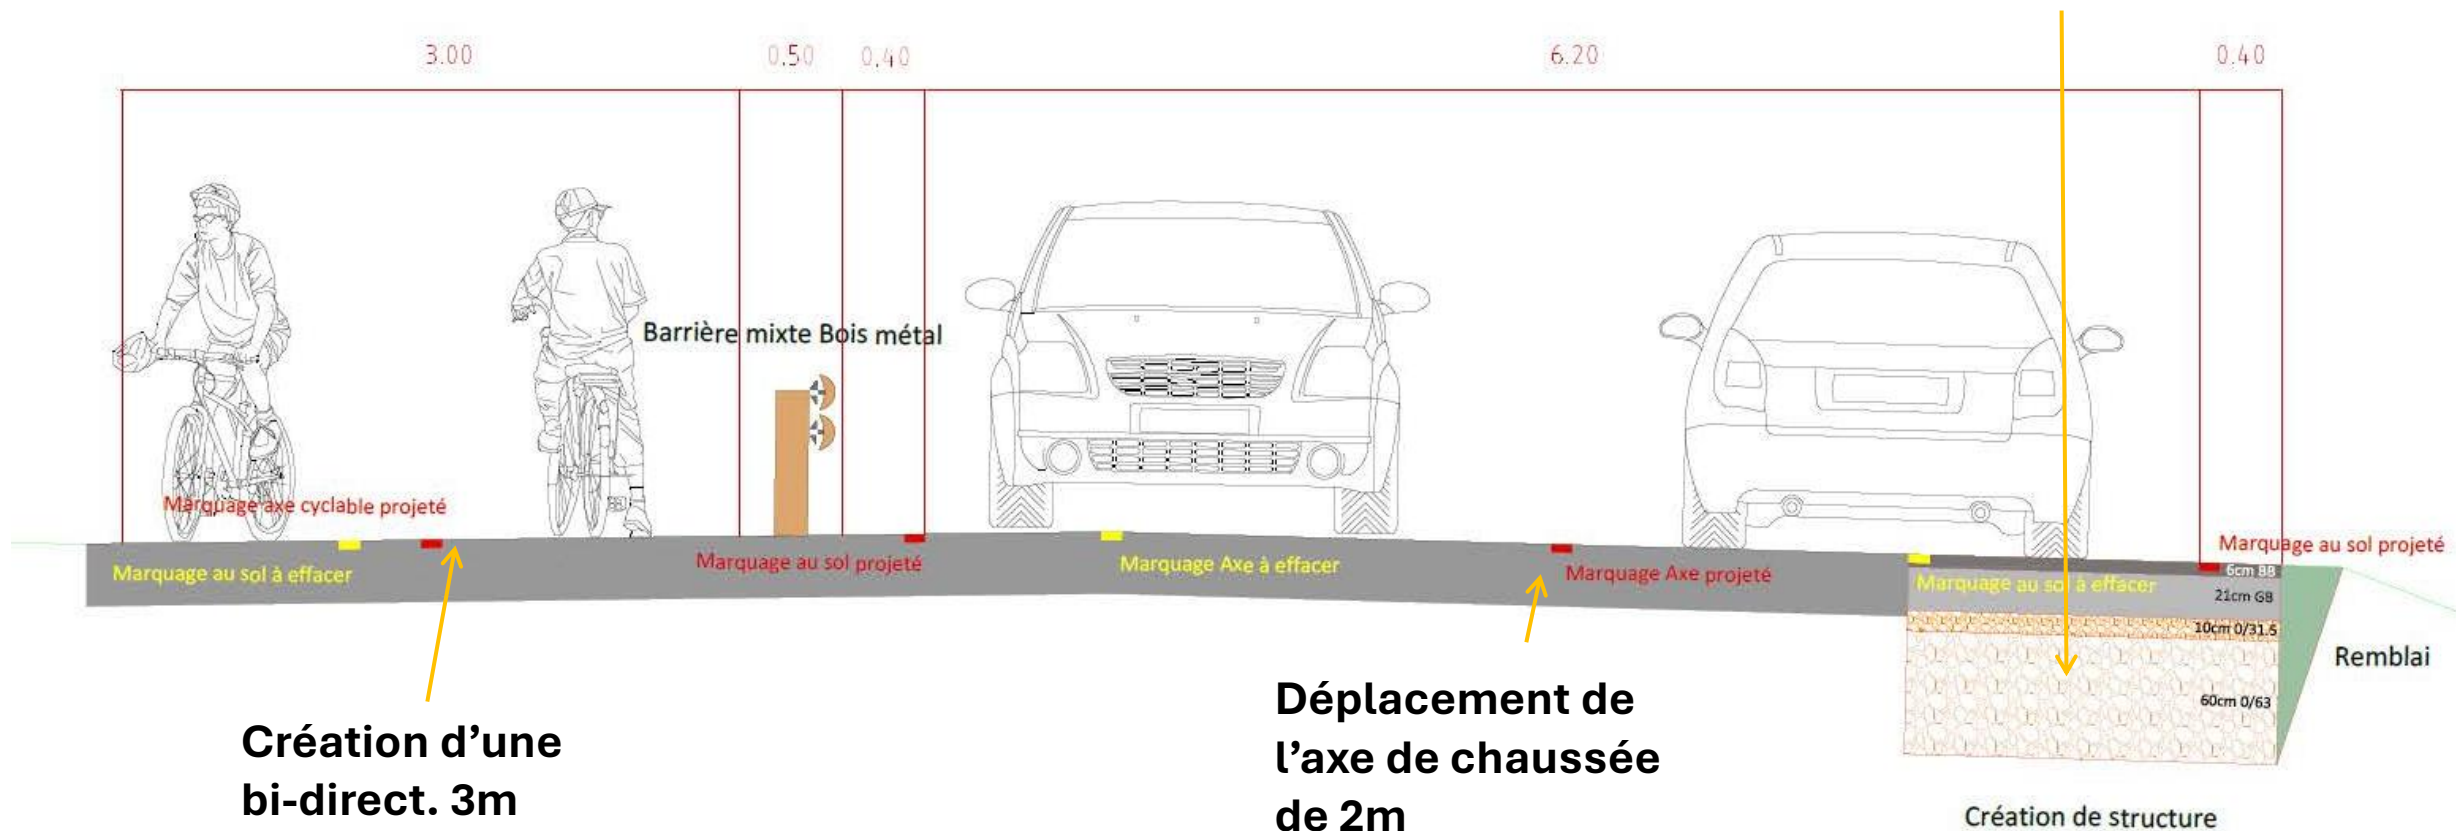 3.00
0.50
0.40
6.20
0.40
Barrière mixte Bois métal
Marquage axe cyclable projeté
Marquage au sol à effacer
Marquage au sol projeté
Marquage Axe à effacer
Marquage Axe projeté
Marquage au sol à effacer
Marquage au sol projeté
6cm BB
21cm GB
10cm 0/31.5
60cm 0/63
Remblai
Création d’une
bi-direct. 3m
Déplacement de
l’axe de chaussée
de 2m
Création de structure